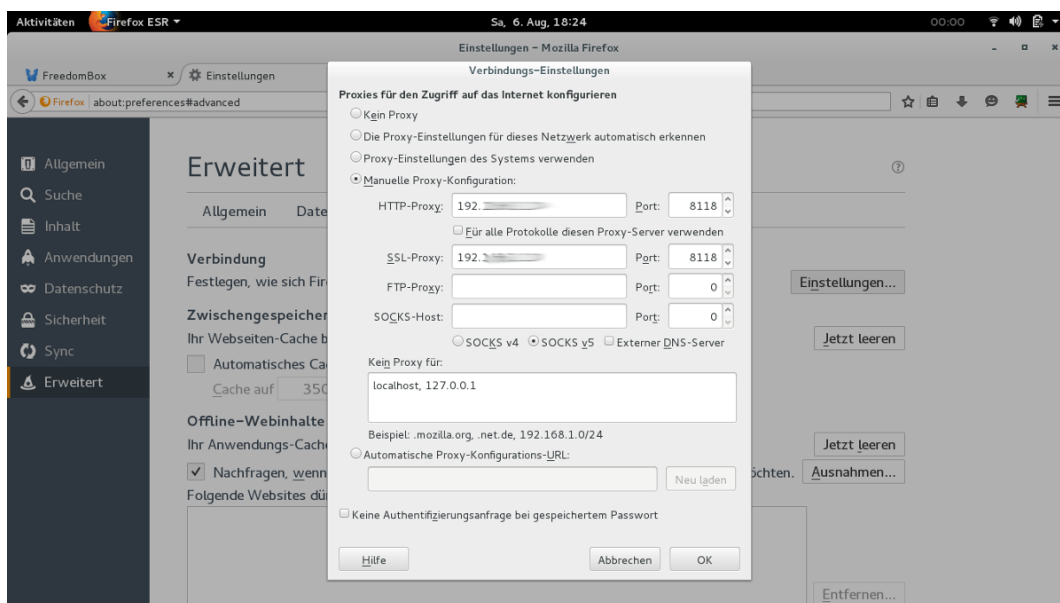 Aktivitäten Firefox ESR Sa, 6. Aug, 18:24 00:00
Einstellungen – Mozilla Firefox
FreedomBox Einstellungen
Firefox about:preferences#advanced
Allgemein
Suche
Inhalt
Anwendungen
Datenschutz
Sicherheit
Sync
Erweitert
Erweitert
Allgemein Date
Verbindung
Festlegen, wie sich Fir Einstellungen...
Zwischengespeicher
Ihr Webseiten-Cache b Jetzt leeren
Automatisches Ca
Cache auf 350
Offline-Webinhalte
Ihr Anwendungs-Cach Jetzt leeren
Nachfragen, wenn öchten. Ausnahmen...
Folgende Websites dü
Entfernen...
Verbindungs-Einstellungen
Proxies für den Zugriff auf das Internet konfigurieren
Kein Proxy
Die Proxy-Einstellungen für dieses Netzwerk automatisch erkennen
Proxy-Einstellungen des Systems verwenden
Manuelle Proxy-Konfiguration:
HTTP-Proxy: 192. Port: 8118
Für alle Protokolle diesen Proxy-Server verwenden
SSL-Proxy: 192. Port: 8118
FTP-Proxy: Port: 0
SOCKS-Host: Port: 0
SOCKS v4 SOCKS v5 Externer DNS-Server
Kein Proxy für:
localhost, 127.0.0.1
Beispiel: .mozilla.org, .net.de, 192.168.1.0/24
Automatische Proxy-Konfigurations-URL:
Neu laden
Keine Authentifizierungsanfrage bei gespeichertem Passwort
Hilfe Abbrechen OK